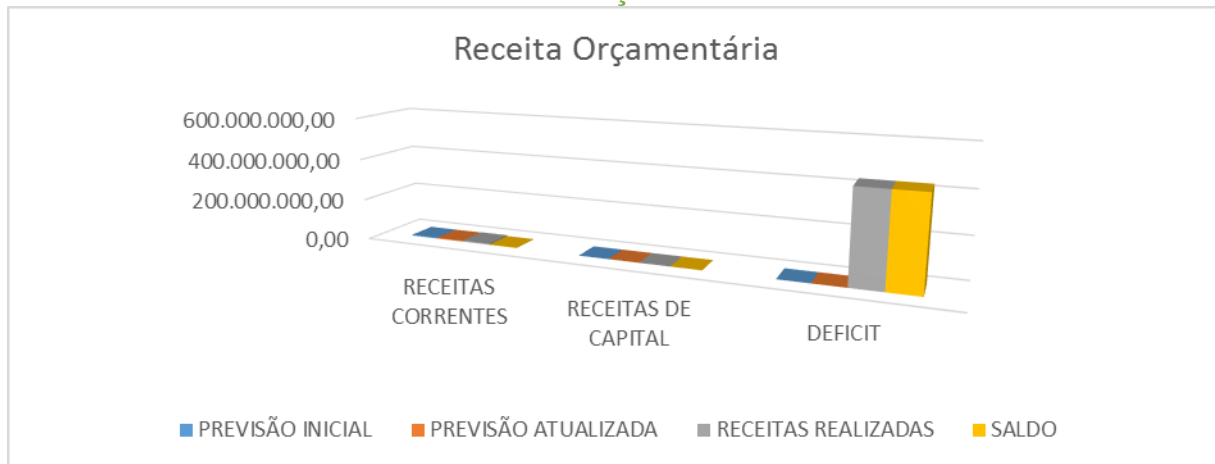 Receita Orçamentária
600.000.000,00
400.000.000,00
200.000.000,00
0,00
RECEITAS
CORRENTES
RECEITAS DE
CAPITAL
DEFICIT
PREVISÃO INICIAL
PREVISÃO ATUALIZADA
RECEITAS REALIZADAS
SALDO